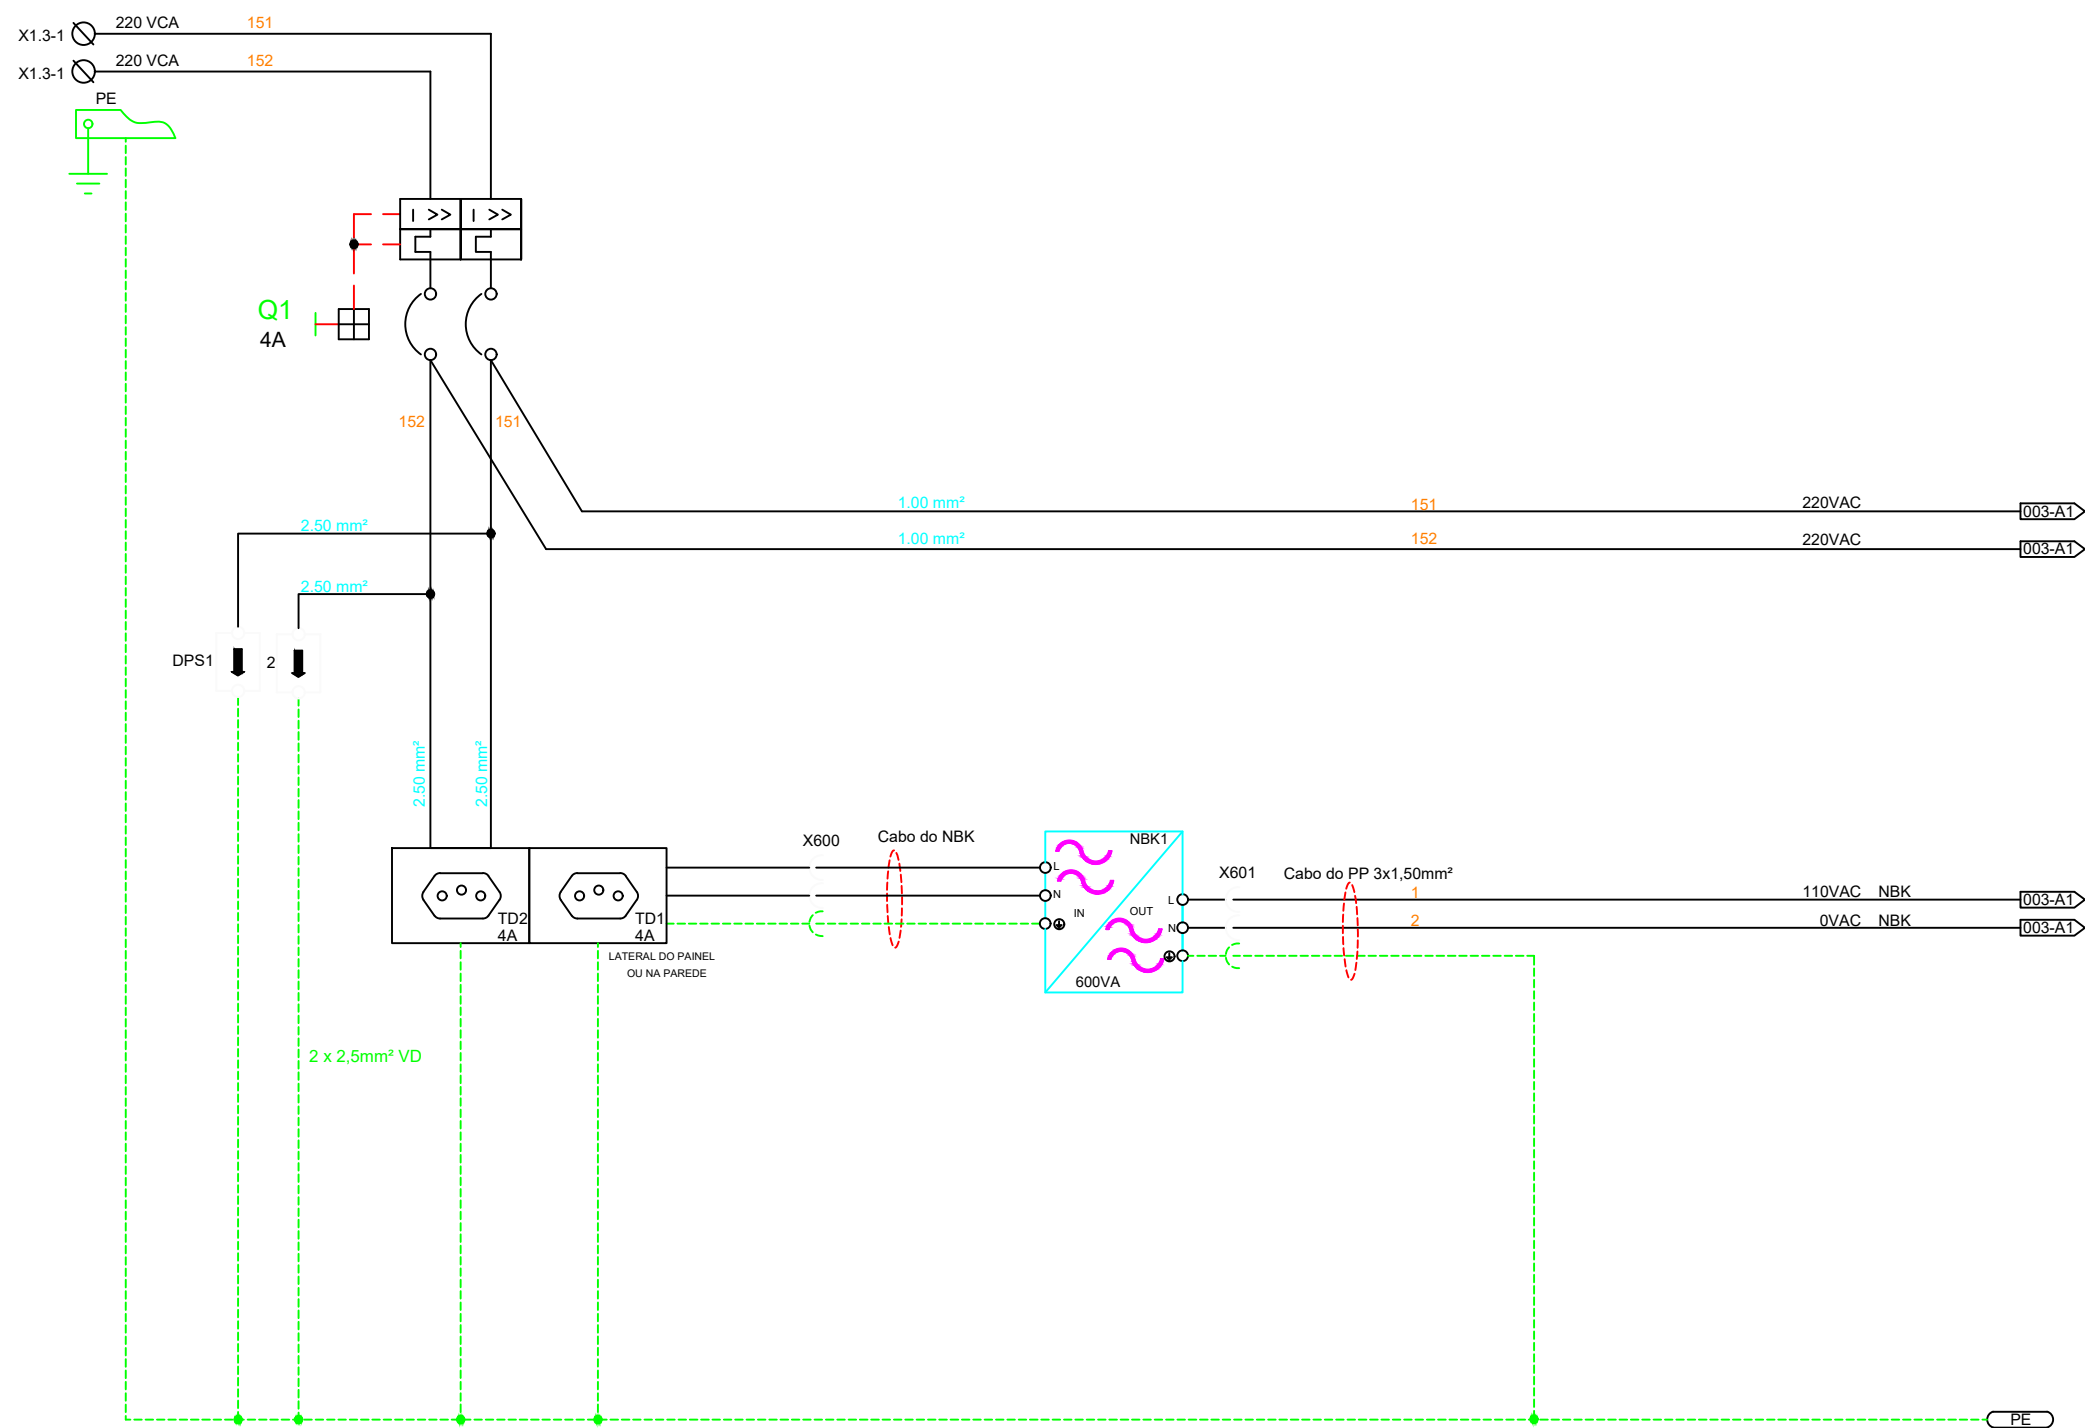 220 VCA 151
X1.3-1
220 VCA 152
X1.3-1
PE
I >> I >>
Q1
4A
152 151
1.00 mm² 151 220VAC 003-A1
2.50 mm²
1.00 mm² 152 220VAC 003-A1
2.50 mm²
DPS1 2
2.50 mm² 2.50 mm²
X600 Cabo do NBK NBK1
L
X601 Cabo do PP 3x1,50mm²
N
L 1 110VAC NBK 003-A1
IN OUT
TD2 TD1
N 2 0VAC NBK 003-A1
4A 4A
LATERAL DO PAINEL
OU NA PAREDE
600VA
2 x 2,5mm² VD
PE